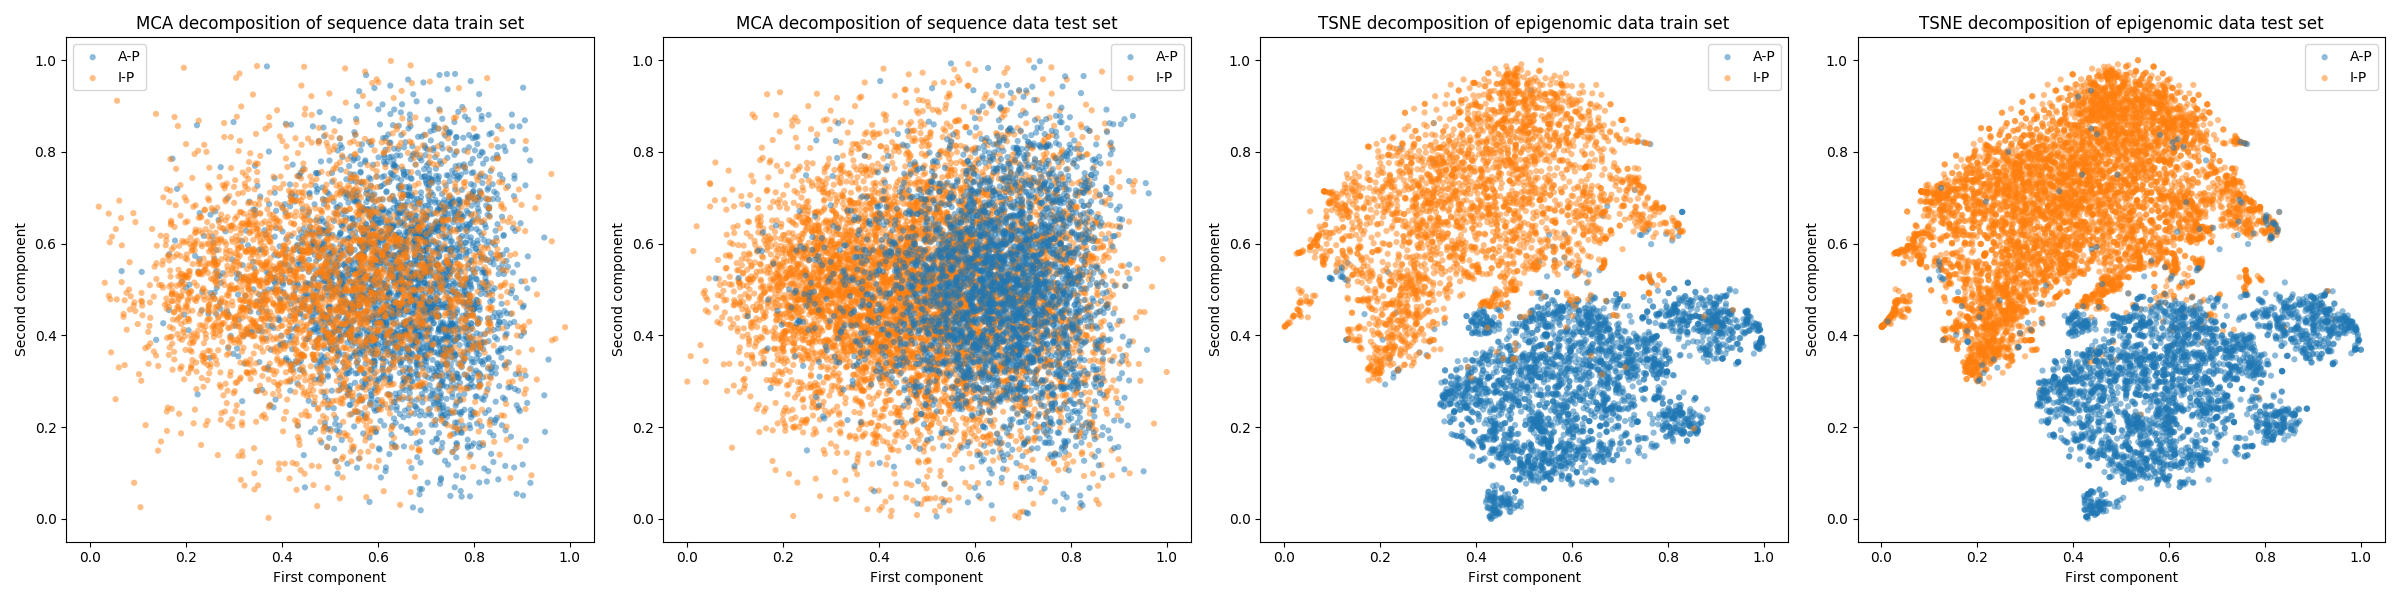 MCA decomposition of sequence data train set
A-P
I-P
1.0
0.8
0.6
0.4
0.2
0.0
Second component
0.0 0.2 0.4 0.6 0.8 1.0
First component
MCA decomposition of sequence data test set
A-P
I-P
1.0
0.8
0.6
0.4
0.2
0.0
Second component
0.0 0.2 0.4 0.6 0.8 1.0
First component
TSNE decomposition of epigenomic data train set
A-P
I-P
1.0
0.8
0.6
0.4
0.2
0.0
Second component
0.0 0.2 0.4 0.6 0.8 1.0
First component
TSNE decomposition of epigenomic data test set
A-P
I-P
1.0
0.8
0.6
0.4
0.2
0.0
Second component
0.0 0.2 0.4 0.6 0.8 1.0
First component